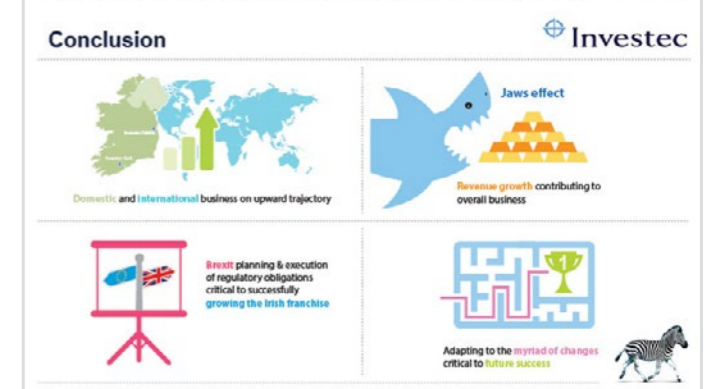 Conclusion
Investec
Domestic and international business on upward trajectory
Jaws effect
Revenue growth contributing to
overall business
Brexit planning & execution
of regulatory obligations
critical to successfully
growing the Irish franchise
1
Adapting to the myriad of changes
critical to future success